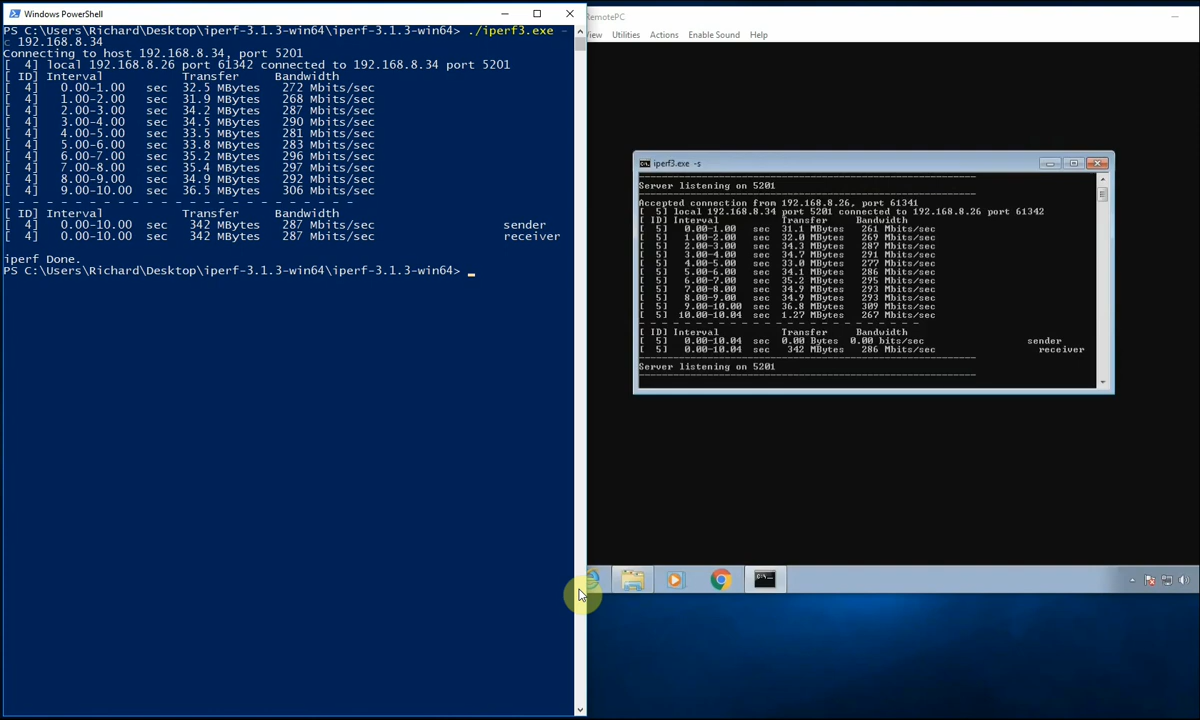 Windows PowerShell
PS C:\Users\Richard\Desktop\iperf-3.1.3-win64\iperf-3.1.3-win64> ./iperf3.exe -
c 192.168.8.34
Connecting to host 192.168.8.34, port 5201
[  4] local 192.168.8.26 port 61342 connected to 192.168.8.34 port 5201
[ ID] Interval           Transfer     Bandwidth
[  4]   0.00-1.00   sec  32.5 MBytes   272 Mbits/sec
[  4]   1.00-2.00   sec  31.9 MBytes   268 Mbits/sec
[  4]   2.00-3.00   sec  34.2 MBytes   287 Mbits/sec
[  4]   3.00-4.00   sec  34.5 MBytes   290 Mbits/sec
[  4]   4.00-5.00   sec  33.5 MBytes   281 Mbits/sec
[  4]   5.00-6.00   sec  33.8 MBytes   283 Mbits/sec
[  4]   6.00-7.00   sec  35.2 MBytes   296 Mbits/sec
[  4]   7.00-8.00   sec  35.4 MBytes   297 Mbits/sec
[  4]   8.00-9.00   sec  34.9 MBytes   292 Mbits/sec
[  4]   9.00-10.00  sec  36.5 MBytes   306 Mbits/sec
- - - - - - - - - - - - - - - - - - - - - - - - -
[ ID] Interval           Transfer     Bandwidth
[  4]   0.00-10.00  sec   342 MBytes   287 Mbits/sec                  sender
[  4]   0.00-10.00  sec   342 MBytes   287 Mbits/sec                  receiver
iperf Done.
PS C:\Users\Richard\Desktop\iperf-3.1.3-win64\iperf-3.1.3-win64> _
RemotePC
View Utilities Actions Enable Sound Help
iperf3.exe -s
-----------------------------------------------------------
Server listening on 5201
-----------------------------------------------------------
Accepted connection from 192.168.8.26, port 61341
[  5] local 192.168.8.34 port 5201 connected to 192.168.8.26 port 61342
[ ID] Interval           Transfer     Bandwidth
[  5]   0.00-1.00   sec  31.1 MBytes   261 Mbits/sec
[  5]   1.00-2.00   sec  32.0 MBytes   269 Mbits/sec
[  5]   2.00-3.00   sec  34.3 MBytes   287 Mbits/sec
[  5]   3.00-4.00   sec  34.7 MBytes   291 Mbits/sec
[  5]   4.00-5.00   sec  33.0 MBytes   277 Mbits/sec
[  5]   5.00-6.00   sec  34.1 MBytes   286 Mbits/sec
[  5]   6.00-7.00   sec  35.2 MBytes   295 Mbits/sec
[  5]   7.00-8.00   sec  34.9 MBytes   293 Mbits/sec
[  5]   8.00-9.00   sec  34.9 MBytes   293 Mbits/sec
[  5]   9.00-10.00  sec  36.8 MBytes   309 Mbits/sec
[  5]  10.00-10.04  sec  1.27 MBytes   267 Mbits/sec
- - - - - - - - - - - - - - - - - - - - - - - - -
[ ID] Interval           Transfer     Bandwidth
[  5]   0.00-10.04  sec  0.00 Bytes  0.00 bits/sec                  sender
[  5]   0.00-10.04  sec   342 MBytes   286 Mbits/sec                  receiver
-----------------------------------------------------------
Server listening on 5201
-----------------------------------------------------------